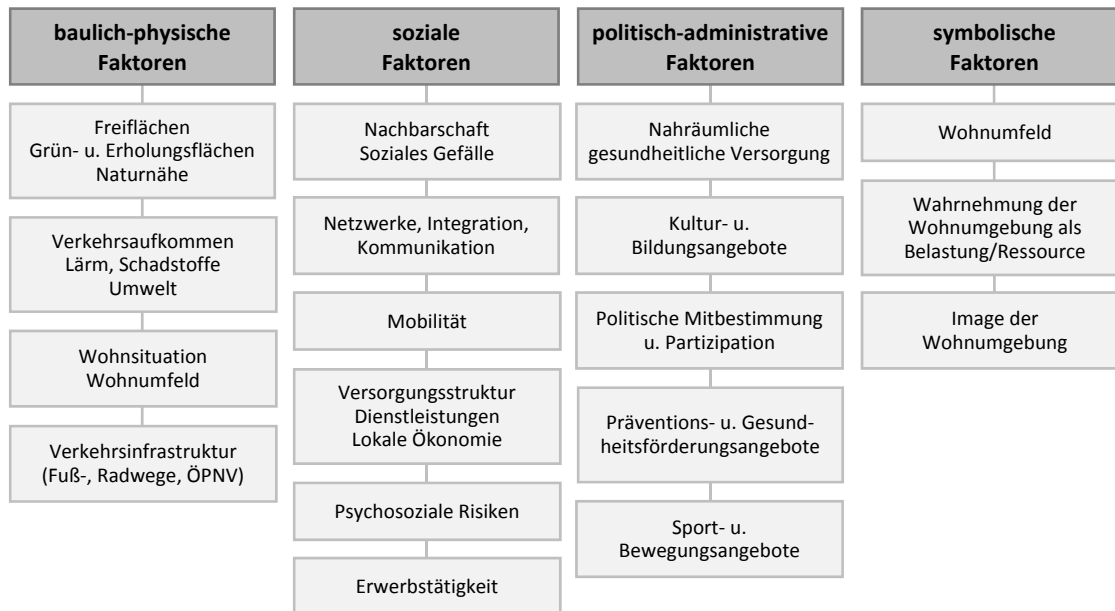 baulich-physische
Faktoren
Freiflächen
Grün- u. Erholungsflächen
Naturnähe
Verkehrsaufkommen
Lärm, Schadstoffe
Umwelt
Wohnsituation
Wohnumfeld
Verkehrsinfrastruktur
(Fuß-, Radwege, ÖPNV)
soziale
Faktoren
Nachbarschaft
Soziales Gefälle
Netzwerke, Integration,
Kommunikation
Mobilität
Versorgungsstruktur
Dienstleistungen
Lokale Ökonomie
Psychosoziale Risiken
Erwerbstätigkeit
politisch-administrative
Faktoren
Nahräumliche
gesundheitliche Versorgung
Kultur- u.
Bildungsangebote
Politische Mitbestimmung
u. Partizipation
Präventions- u. Gesund-
heitsförderungsangebote
Sport- u.
Bewegungsangebote
symbolische
Faktoren
Wohnumfeld
Wahrnehmung der
Wohnumgebung als
Belastung/Ressource
Image der
Wohnumgebung